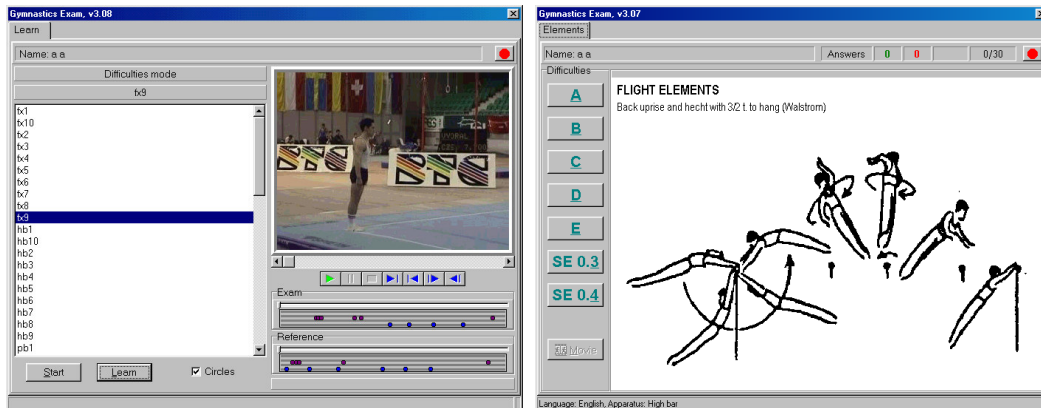 Gymnastics Exam, v3.08
Learn
Name: a a
Difficulties mode
fx9
fx1
fx10
fx2
fx3
fx4
fx5
fx6
fx7
fx8
fx9
hb1
hb10
hb2
hb3
hb4
hb5
hb6
hb7
hb8
hb9
pb1
Exam
Reference
Start
Learn
Circles
Gymnastics Exam, v3.07
Elements
Name: a a
Answers 0 0 0/30
Difficulties
A
B
C
D
E
SE 0.3
SE 0.4
Movie
FLIGHT ELEMENTS
Back uprise and hecht with 3/2 t. to hang (Walstrom)
Language: English, Apparatus: High bar